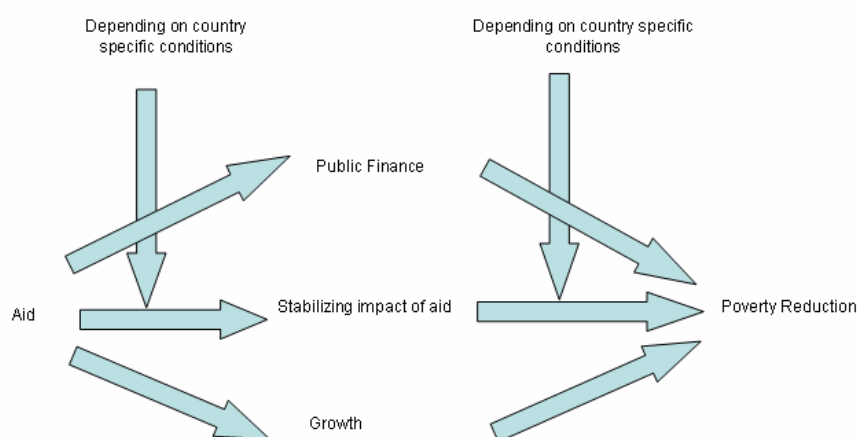 Depending on country
specific conditions
Depending on country specific
conditions
Public Finance
Aid
Stabilizing impact of aid
Poverty Reduction
Growth